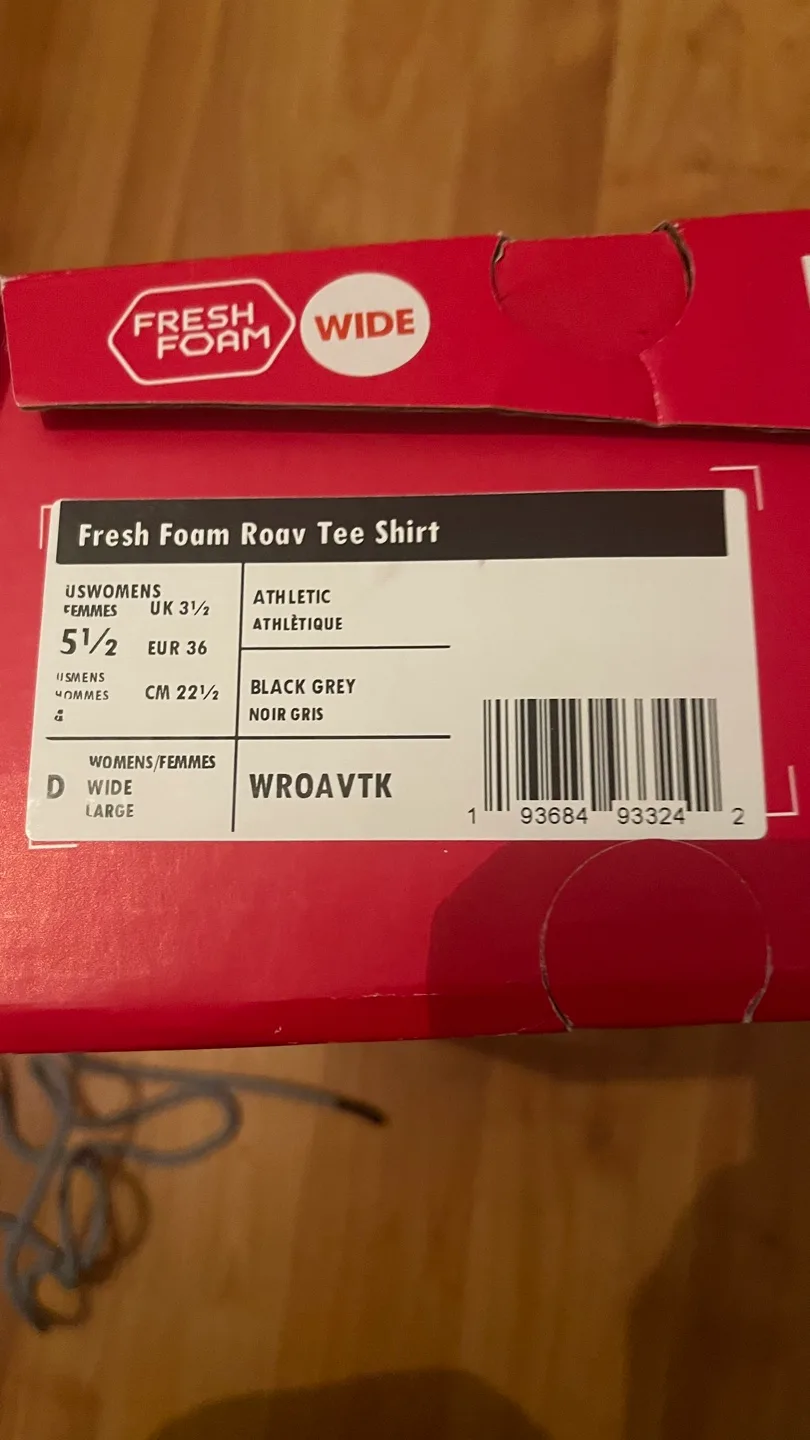 FRESH
FOAM
WIDE
Fresh Foam Roav Tee Shirt
USWOMENS
FEMMES
UK 3½
5½
EUR 36
USMENS
HOMMES
CM 22½
ATHLETIC
ATHLÈTIQUE
BLACK GREY
NOIR GRIS
D
WOMENS/FEMMES
WIDE
LARGE
WROAVTK
1 93684 93324 2